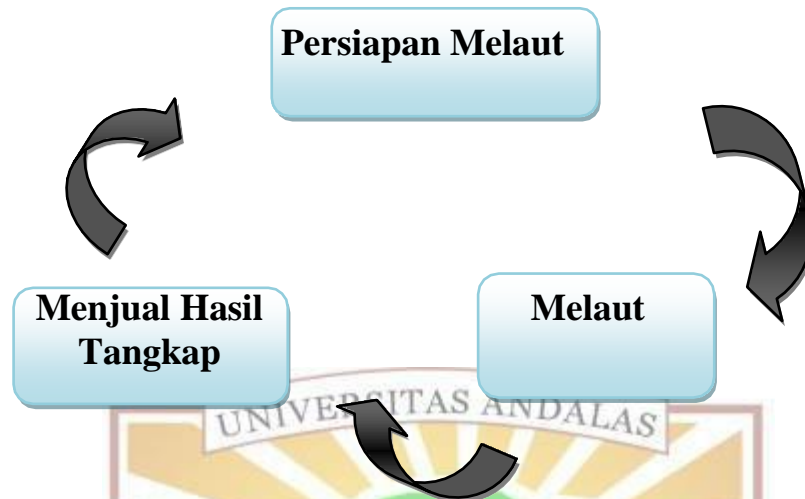 Persiapan Melaut
Menjual Hasil
Tangkap
Melaut
UNIVERSITAS ANDALAS